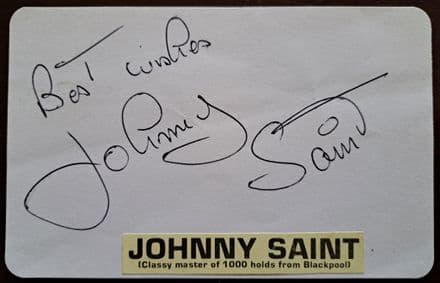 Best wishes
Johnny Saint
JOHNNY SAINT
(Classy master of 1000 holds from Blackpool)